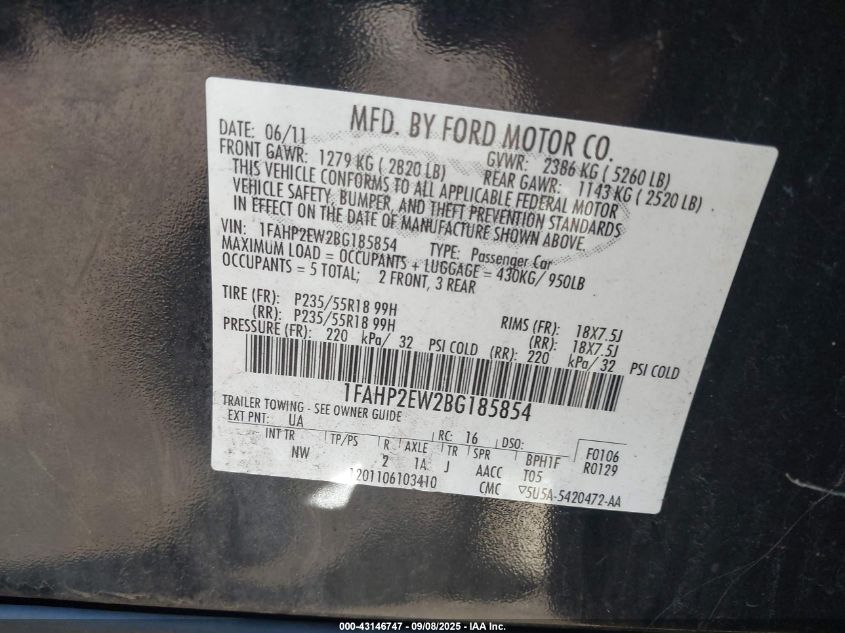 MFD. BY FORD MOTOR CO.
DATE: 06/11 GVWR: 2386 KG ( 5260 LB)
FRONT GAWR: 1279 KG ( 2820 LB) REAR GAWR: 1143 KG ( 2520 LB)
THIS VEHICLE CONFORMS TO ALL APPLICABLE FEDERAL MOTOR
VEHICLE SAFETY, BUMPER, AND THEFT PREVENTION STANDARDS
IN EFFECT ON THE DATE OF MANUFACTURE SHOWN ABOVE.
VIN: 1FAHP2EW2BG185854 TYPE: Passenger Car
MAXIMUM LOAD = OCCUPANTS + LUGGAGE = 430KG/ 950LB
OCCUPANTS = 5 TOTAL; 2 FRONT, 3 REAR
TIRE (FR): P235/55R18 99H RIMS (FR): 18X7.5J
(RR): P235/55R18 99H (RR): 18X7.5J
PRESSURE (FR): 220 kPa/ 32 PSI COLD (RR): 220 kPa/ 32 PSI COLD
1FAHP2EW2BG185854
TRAILER TOWING - SEE OWNER GUIDE
EXT PNT: UA RC: 16 DSO: F0106
INT TR TP/PS R AXLE TR SPR BPH1F R0129
NW 2 1A J AACC T05
1201106103410 CMC ▽5U5A-5420472-AA
000-43146747 - 09/08/2025 - IAA Inc.